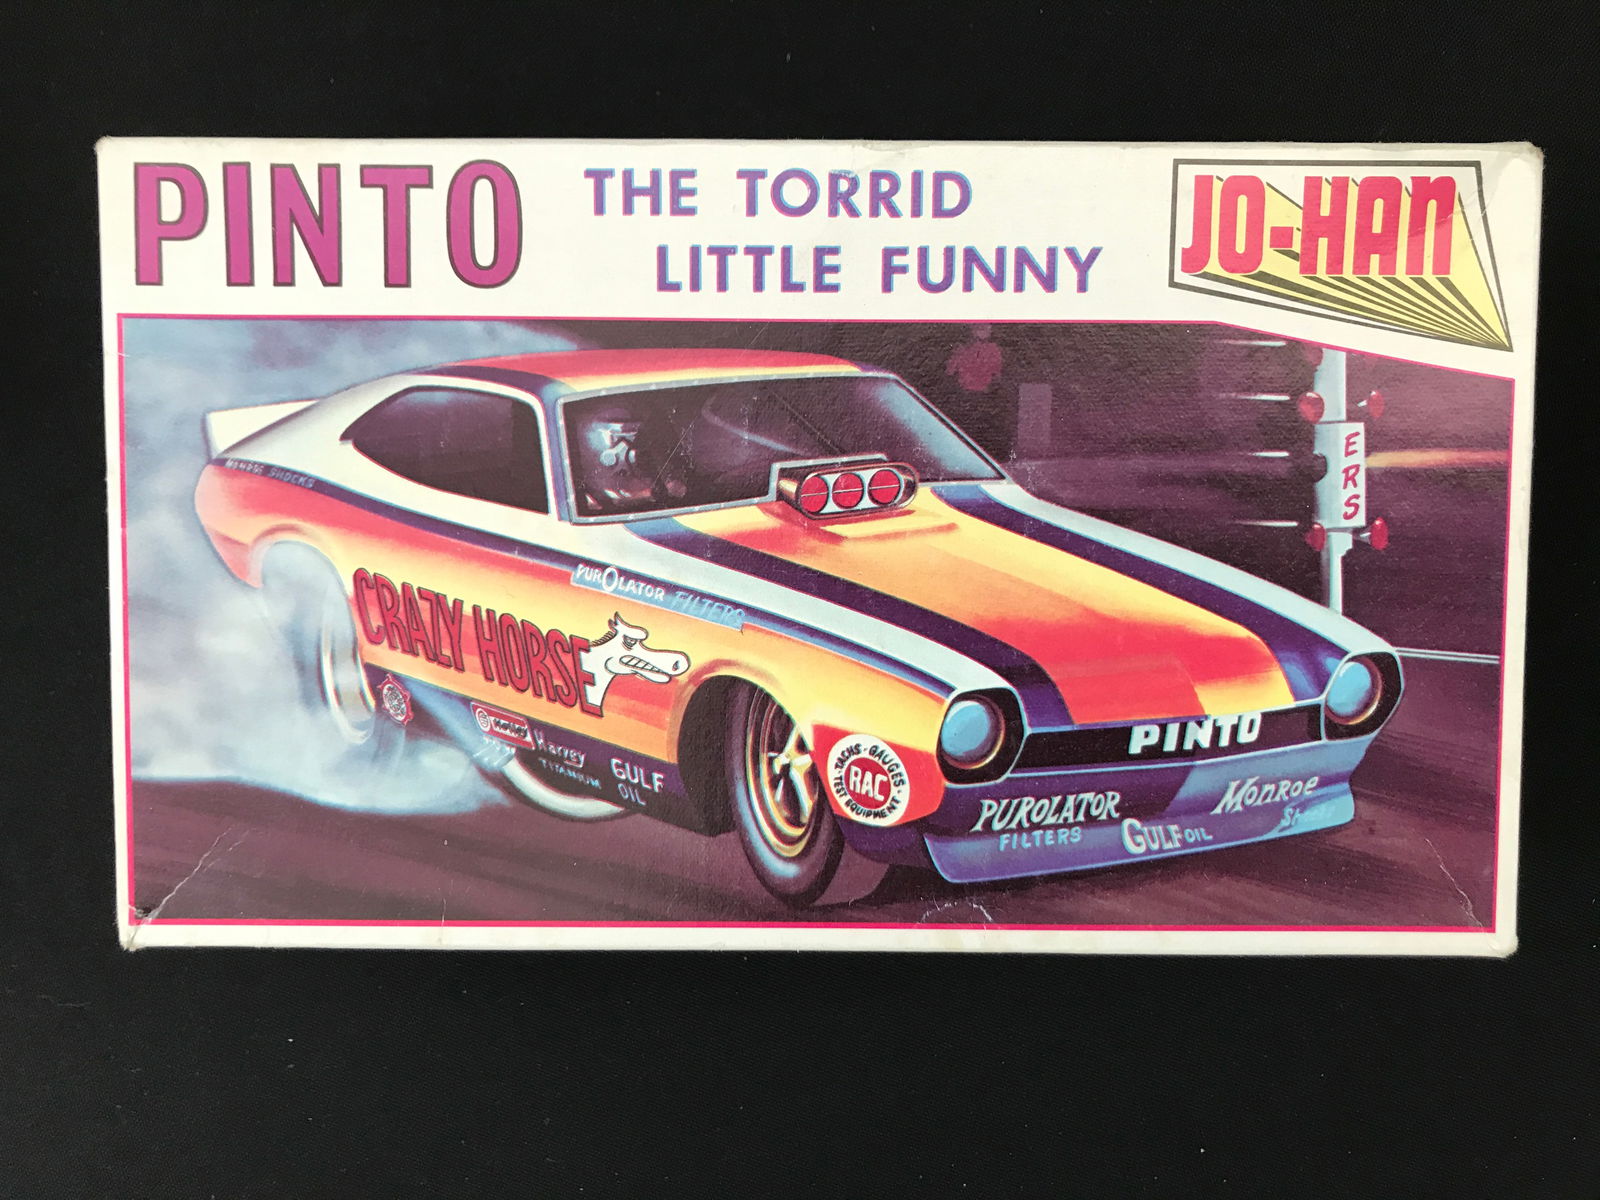 PINTO
THE TORRID
LITTLE FUNNY
JO-HAN
ERS
MONROE SHOCKS
PUROLATOR FILTERS
CRAZY HORSE
Harvey
TITANIUM
GULF
OIL
TACHS · GAUGES ·
RAC
TEST EQUIPMENT
PINTO
PUROLATOR
FILTERS
GULF OIL
MONROE